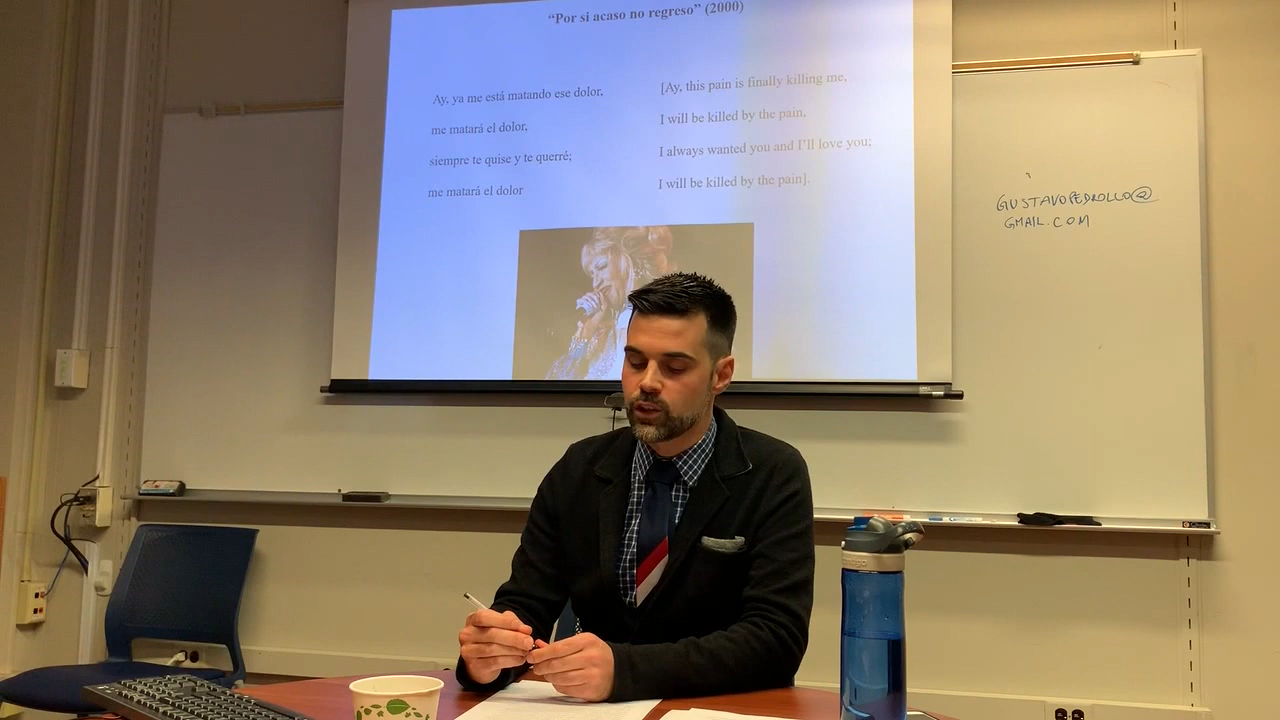 “Por si acaso no regreso” (2000)
Ay, ya me está matando ese dolor,
me matará el dolor,
siempre te quise y te querré;
me matará el dolor
[Ay, this pain is finally killing me,
I will be killed by the pain,
I always wanted you and I’ll love you;
I will be killed by the pain].
GUSTAVOPEDROLLO@
GMAIL.COM